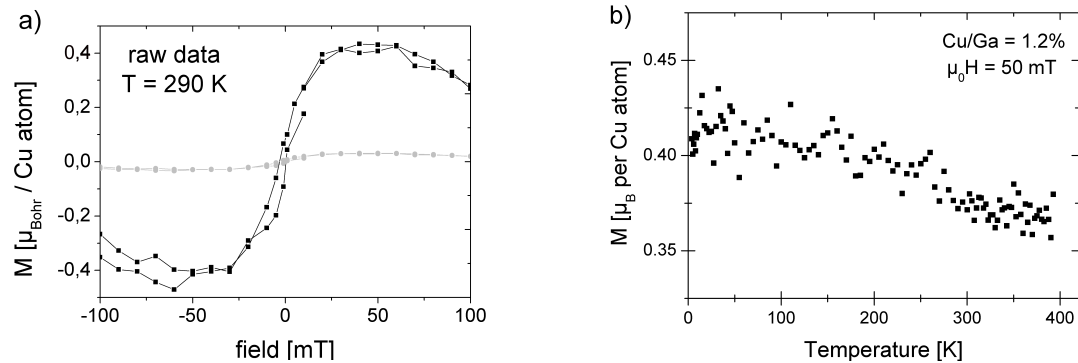 a)
raw data
T = 290 K
0,4
0,2
0,0
-0,2
-0,4
M [μBohr / Cu atom]
-100
-50
0
50
100
field [mT]
b)
Cu/Ga = 1.2%
μ0H = 50 mT
0.45
0.40
0.35
M [μB per Cu atom]
0
100
200
300
400
Temperature [K]